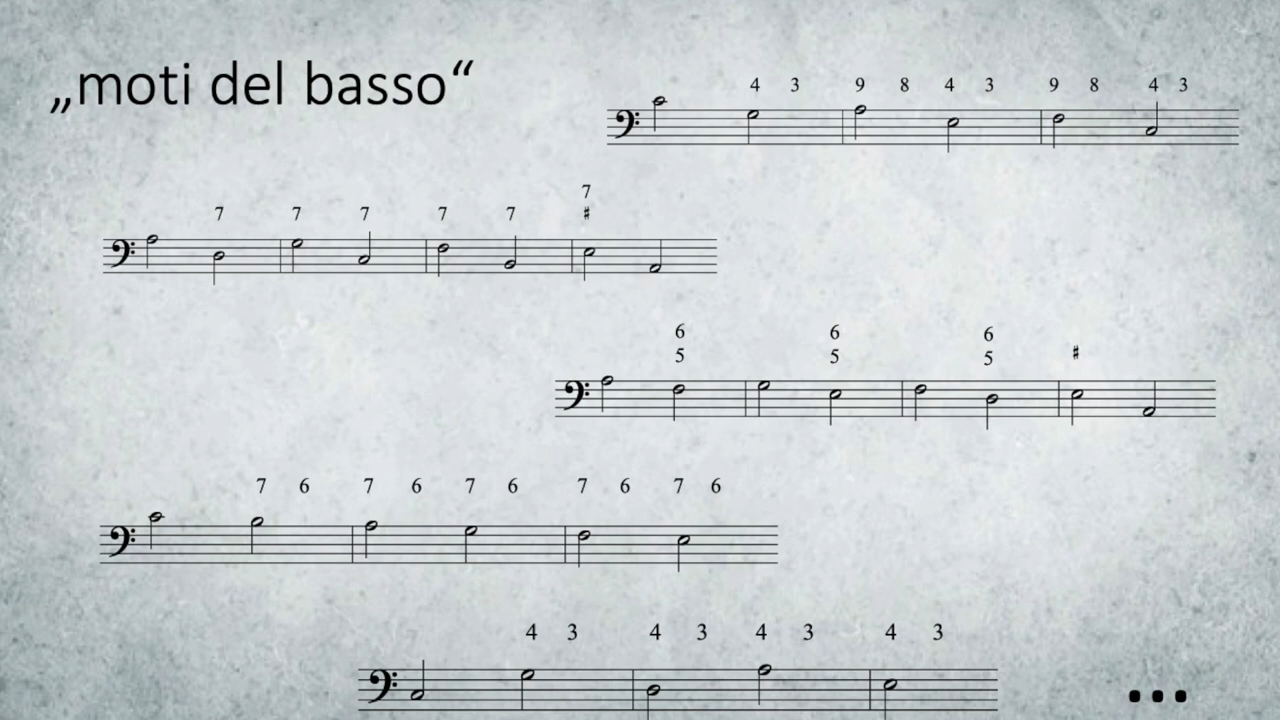 „moti del basso“
4 3 9 8 4 3 9 8 4 3
7
7 7 7 7 7 ♯
6 6 6
5 5 5 ♯
7 6 7 6 7 6 7 6 7 6
4 3 4 3 4 3 4 3
...